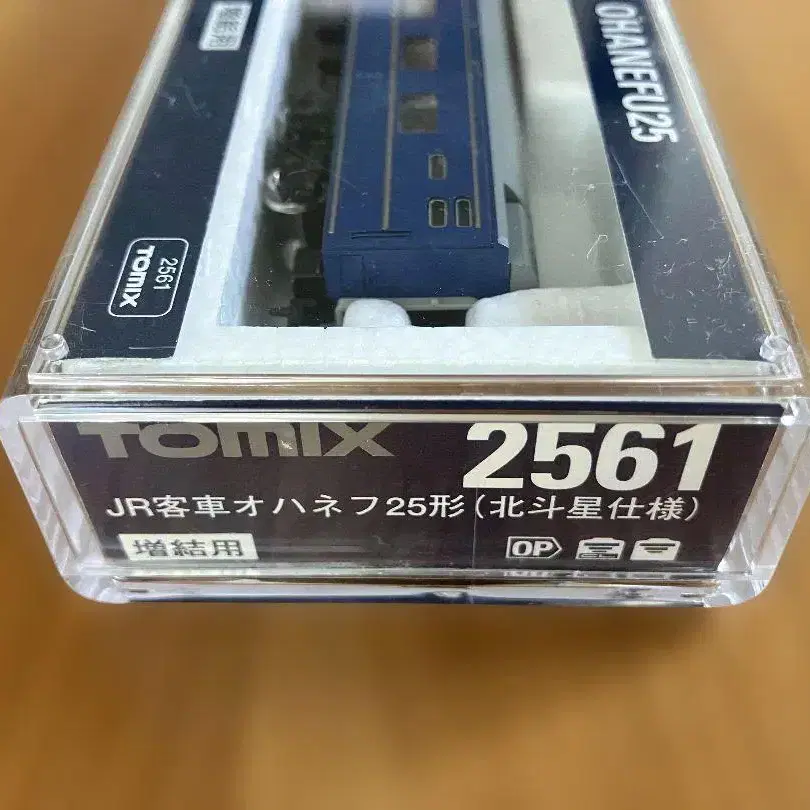 増結用
OHANEFU25
2561
TOMIX
TOMIX 2561
JR客車オハネフ25形(北斗星仕様)
増結用 OP